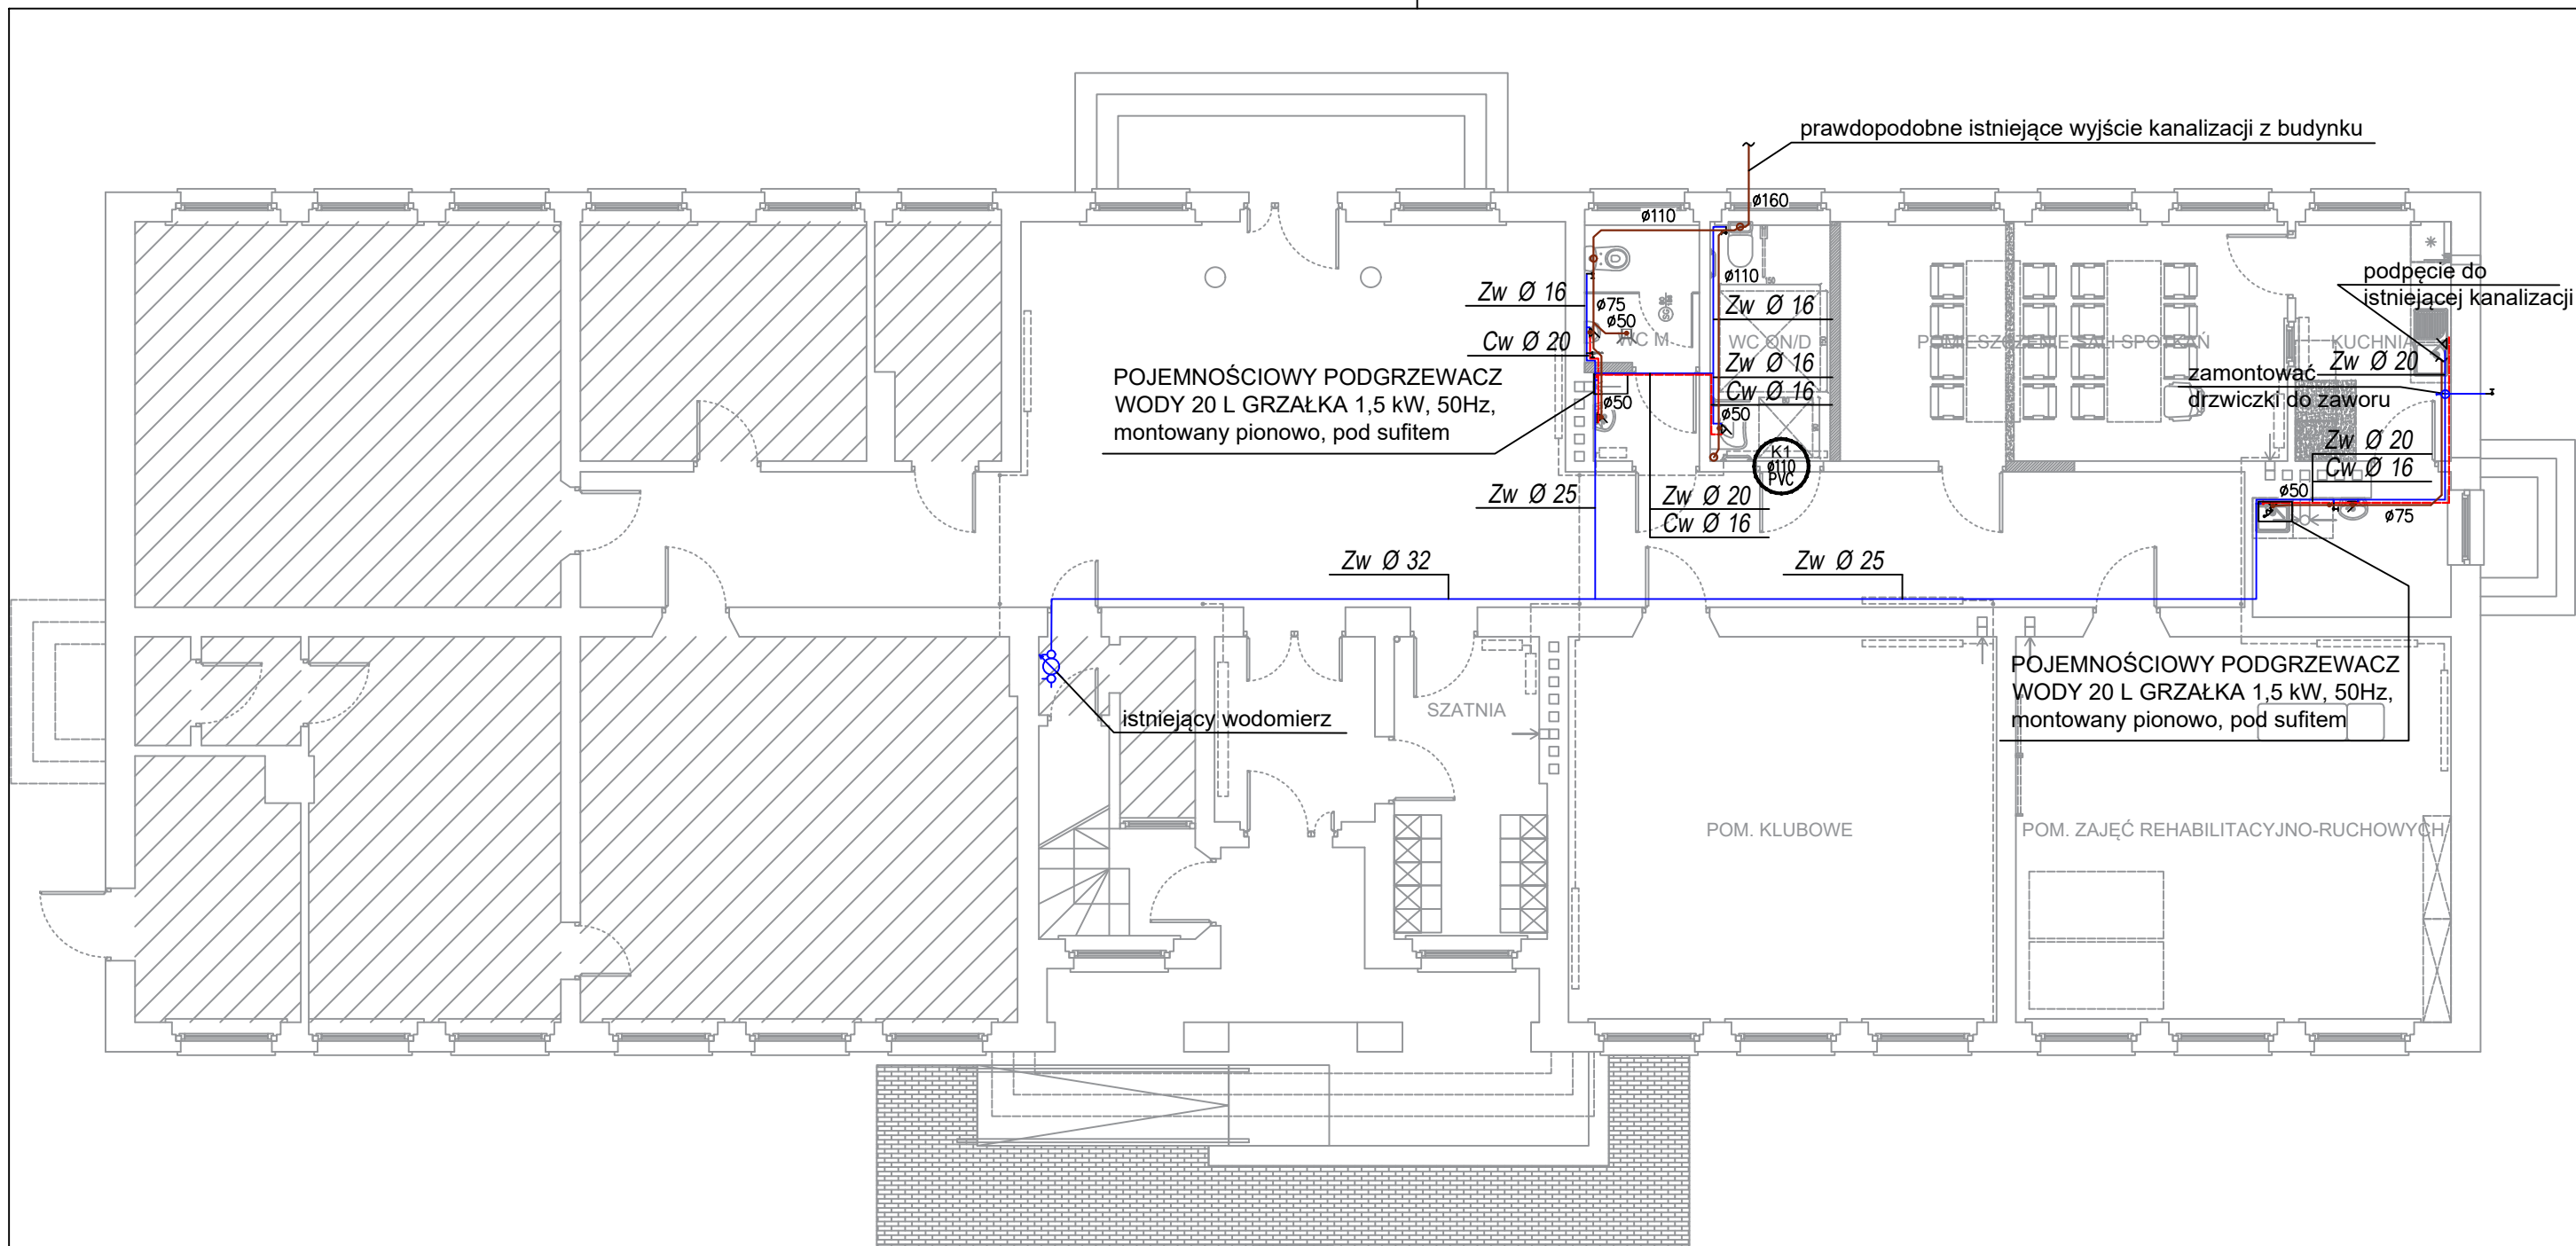 prawdopodobne istniejące wyjście kanalizacji z budynku
ø160
ø110
ø110
podpęcie do
istniejącej kanalizacji
Zw Ø 16
ø75
ø50
Zw Ø 16
WC M
WC ON/D
POMIESZCZENIE SALI SPOTKAŃ
KUCHNIA
Cw Ø 20
Zw Ø 16
Cw Ø 16
Zw Ø 20
zamontować
drzwiczki do zaworu
POJEMNOŚCIOWY PODGRZEWACZ
WODY 20 L GRZAŁKA 1,5 kW, 50Hz,
montowany pionowo, pod sufitem
ø50
ø50
K1
ø110
PVC
Zw Ø 20
Cw Ø 16
ø50
ø75
Zw Ø 25
Zw Ø 20
Cw Ø 16
Zw Ø 32
Zw Ø 25
POJEMNOŚCIOWY PODGRZEWACZ
WODY 20 L GRZAŁKA 1,5 kW, 50Hz,
montowany pionowo, pod sufitem
istniejący wodomierz
SZATNIA
POM. KLUBOWE
POM. ZAJĘĆ REHABILITACYJNO-RUCHOWYCH